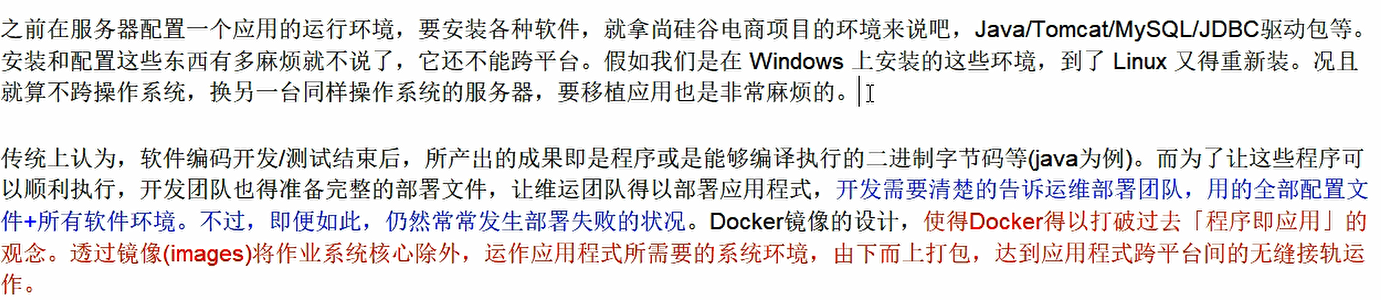 之前在服务器配置一个应用的运行环境，要安装各种软件，就拿尚硅谷电商项目的环境来说吧，Java/Tomcat/MySQL/JDBC驱动包等。
安装和配置这些东西有多麻烦就不说了，它还不能跨平台。假如我们是在 Windows 上安装的这些环境，到了 Linux 又得重新装。况且
就算不跨操作系统，换另一台同样操作系统的服务器，要移植应用也是非常麻烦的。
传统上认为，软件编码开发/测试结束后，所产出的成果即是程序或是能够编译执行的二进制字节码等(java为例)。而为了让这些程序可
以顺利执行，开发团队也得准备完整的部署文件，让维运团队得以部署应用程式，开发需要清楚的告诉运维部署团队，用的全部配置文
件+所有软件环境。不过，即便如此，仍然常常发生部署失败的状况。Docker镜像的设计，使得Docker得以打破过去「程序即应用」的
观念。透过镜像(images)将作业系统核心除外，运作应用程式所需要的系统环境，由下而上打包，达到应用程式跨平台间的无缝接轨运
作。